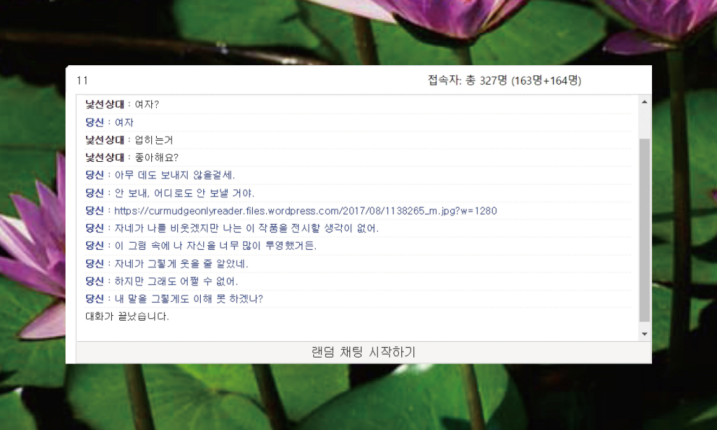 11
접속자: 총 327명 (163명+164명)
낯선상대 : 여자?
당신 : 여자
낯선상대 : 업히는거
낯선상대 : 좋아해요?
당신 : 아무 데도 보내지 않을걸세.
당신 : 안 보내, 어디로도 안 보낼 거야.
당신 : https://curmudgeonlyreader.files.wordpress.com/2017/08/1138265_m.jpg?w=1280
당신 : 자네가 나를 비웃겠지만 나는 이 작품을 전시할 생각이 없어.
당신 : 이 그림 속에 나 자신을 너무 많이 투영했거든.
당신 : 자네가 그렇게 웃을 줄 알았네.
당신 : 하지만 그래도 어쩔 수 없어.
당신 : 내 말을 그렇게도 이해 못 하겠나?
대화가 끝났습니다.
랜덤 채팅 시작하기